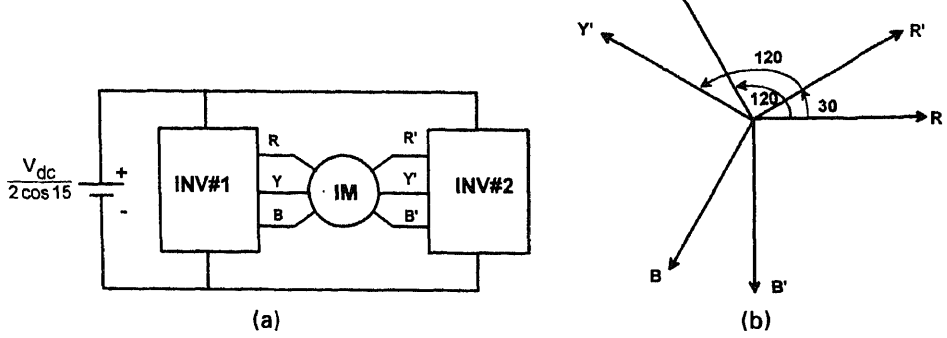 V_dc
2 cos 15
+
-
INV#1
R
Y
B
IM
R'
Y'
B'
INV#2
(a)
Y'
R'
120
120
30
R
B
B'
(b)